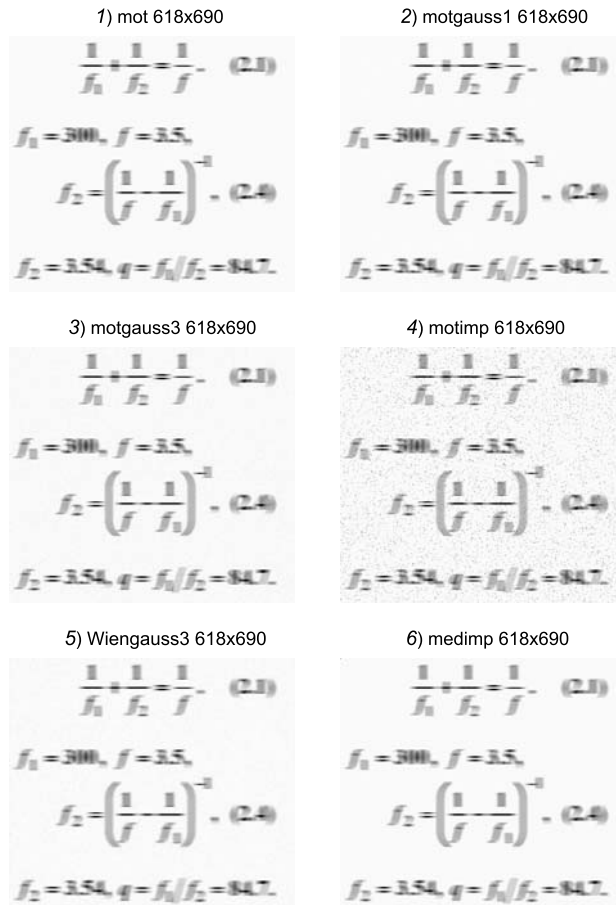 1) mot 618x690
1/f₁ + 1/f₂ = 1/f. (2.1)
f₁ = 300, f = 3.5,
f₂ = (1/f - 1/f₁)⁻¹, (2.4)
f₂ = 3.54, q = f₁/f₂ = 84.7.
2) motgauss1 618x690
1/f₁ + 1/f₂ = 1/f. (2.1)
f₁ = 300, f = 3.5,
f₂ = (1/f - 1/f₁)⁻¹, (2.4)
f₂ = 3.54, q = f₁/f₂ = 84.7.
3) motgauss3 618x690
1/f₁ + 1/f₂ = 1/f. (2.1)
f₁ = 300, f = 3.5,
f₂ = (1/f - 1/f₁)⁻¹, (2.4)
f₂ = 3.54, q = f₁/f₂ = 84.7.
4) motimp 618x690
1/f₁ + 1/f₂ = 1/f. (2.1)
f₁ = 300, f = 3.5,
f₂ = (1/f - 1/f₁)⁻¹, (2.4)
f₂ = 3.54, q = f₁/f₂ = 84.7.
5) Wiengauss3 618x690
1/f₁ + 1/f₂ = 1/f. (2.1)
f₁ = 300, f = 3.5,
f₂ = (1/f - 1/f₁)⁻¹, (2.4)
f₂ = 3.54, q = f₁/f₂ = 84.7.
6) medimp 618x690
1/f₁ + 1/f₂ = 1/f. (2.1)
f₁ = 300, f = 3.5,
f₂ = (1/f - 1/f₁)⁻¹, (2.4)
f₂ = 3.54, q = f₁/f₂ = 84.7.